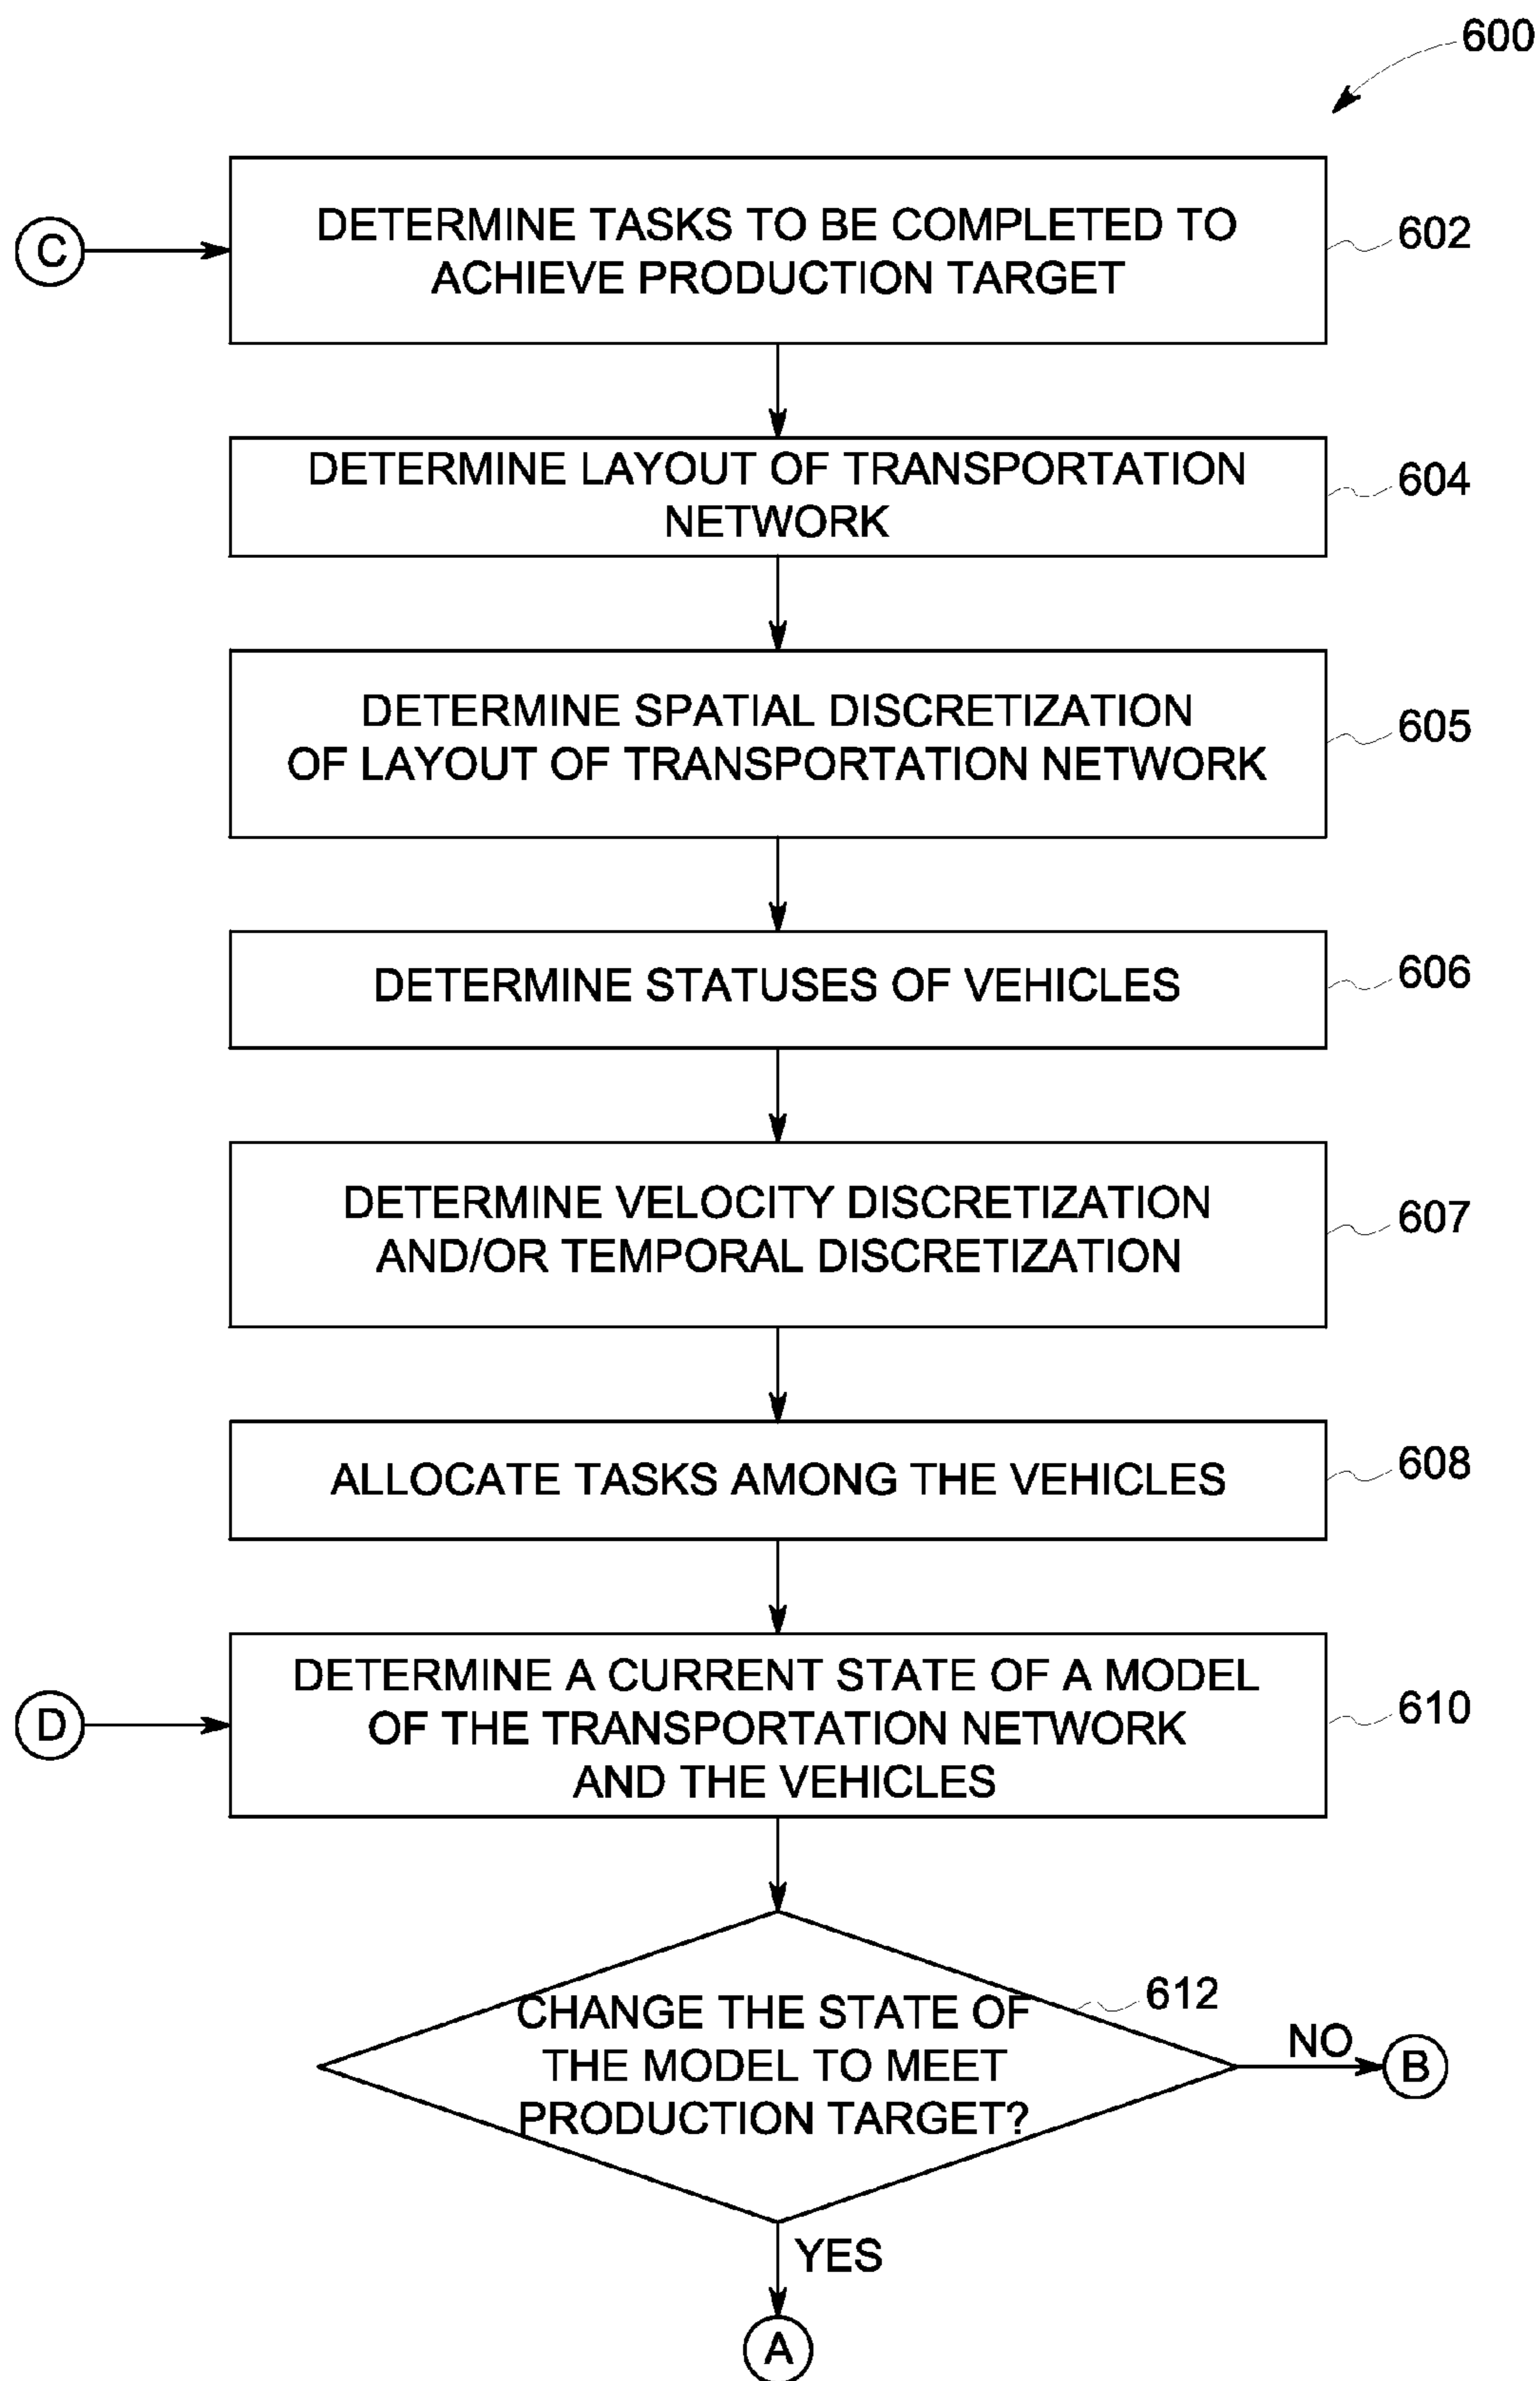 600
C
DETERMINE TASKS TO BE COMPLETED TO
ACHIEVE PRODUCTION TARGET
602
DETERMINE LAYOUT OF TRANSPORTATION
NETWORK
604
DETERMINE SPATIAL DISCRETIZATION
OF LAYOUT OF TRANSPORTATION NETWORK
605
DETERMINE STATUSES OF VEHICLES
606
DETERMINE VELOCITY DISCRETIZATION
AND/OR TEMPORAL DISCRETIZATION
607
ALLOCATE TASKS AMONG THE VEHICLES
608
D
DETERMINE A CURRENT STATE OF A MODEL
OF THE TRANSPORTATION NETWORK
AND THE VEHICLES
610
CHANGE THE STATE OF
THE MODEL TO MEET
PRODUCTION TARGET?
612
NO
B
YES
A